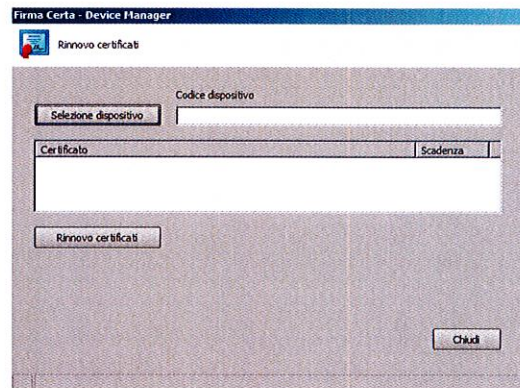 Firma Certa - Device Manager
Rinnovo certificati
Codice dispositivo
Selezione dispositivo
Certificato Scadenza
Rinnovo certificati
Chiudi